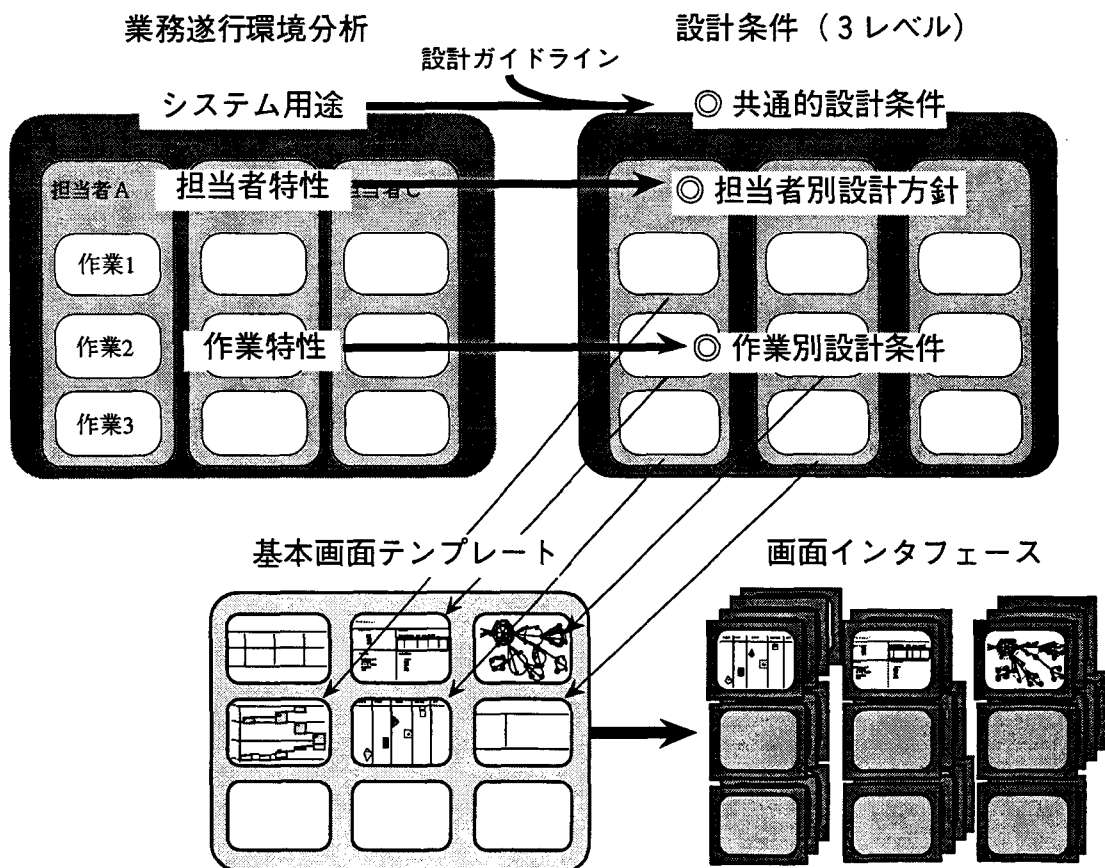 業務遂行環境分析
設計条件（３レベル）
設計ガイドライン
システム用途
◎ 共通的設計条件
担当者A
担当者特性
担当者C
◎ 担当者別設計方針
作業1
作業2
作業特性
◎ 作業別設計条件
作業3
基本画面テンプレート
画面インタフェース